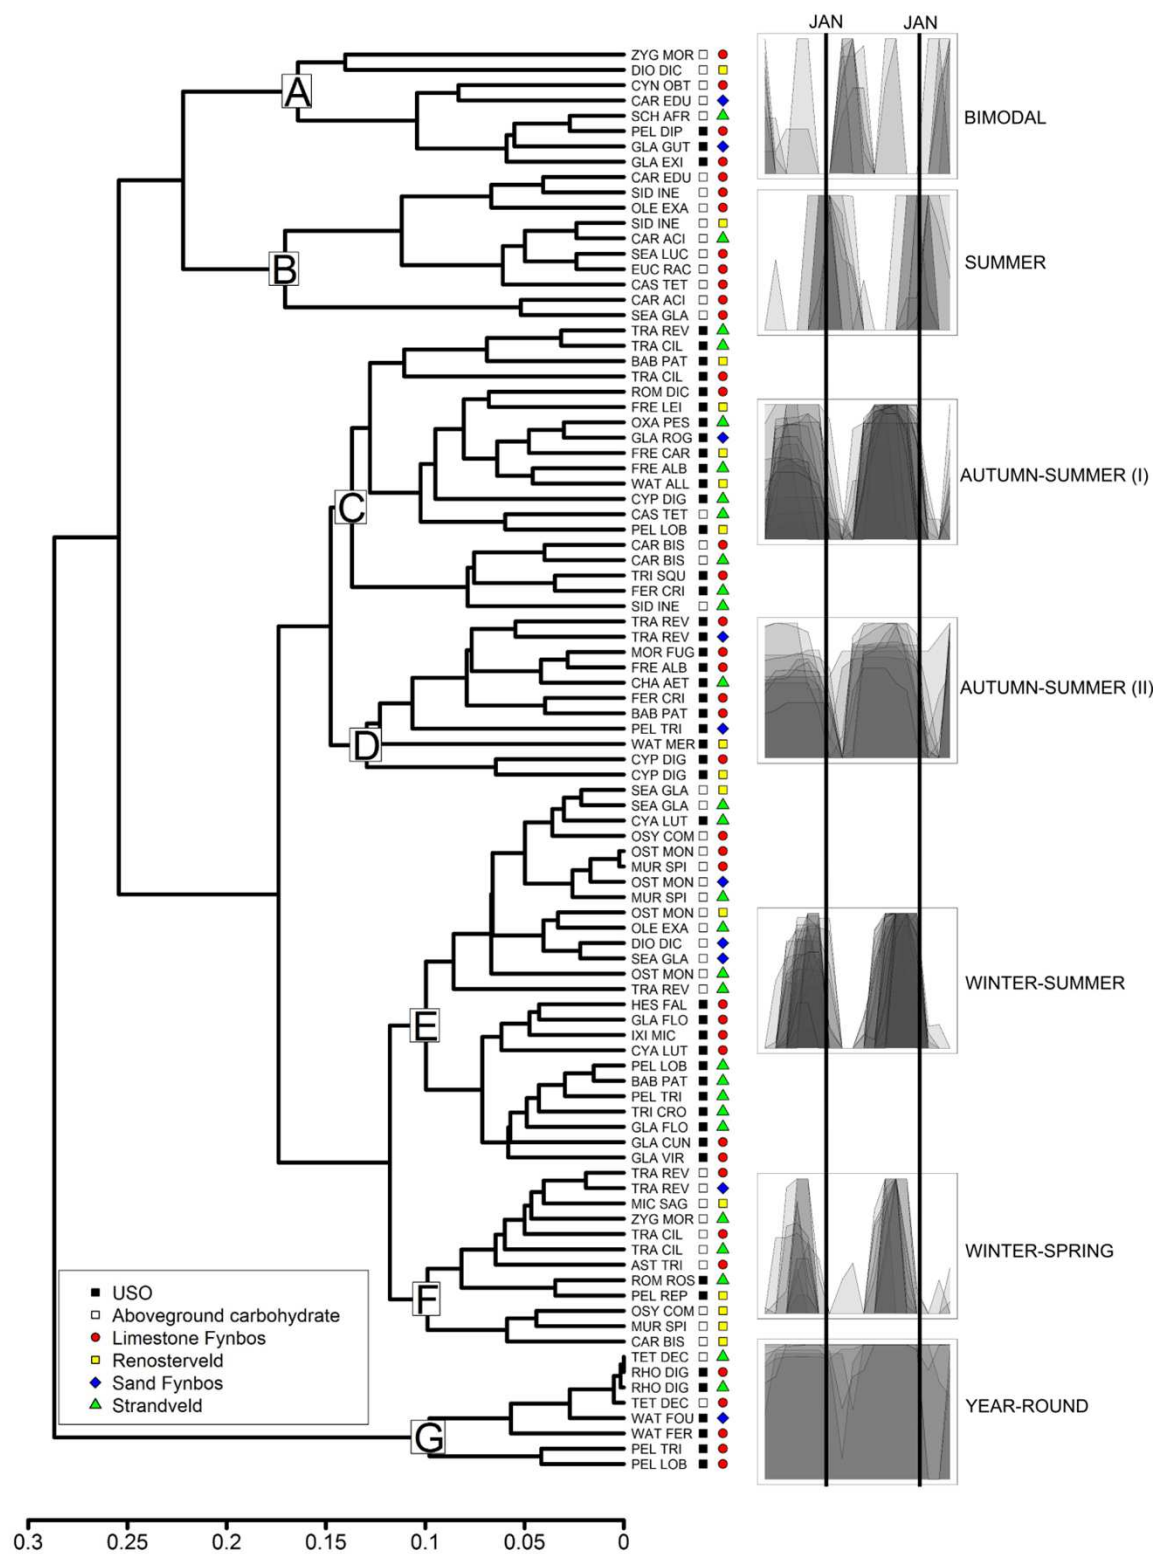 JAN JAN
ZYG MOR
DIO DIC
CYN OBT
CAR EDU
SCH AFR
PEL DIP
GLA GUT
GLA EXI
CAR EDU
SID INE
OLE EXA
SID INE
CAR ACI
SEA LUC
EUC RAC
CAS TET
CAR ACI
SEA GLA
TRA REV
TRA CIL
BAB PAT
TRA CIL
ROM DIC
FRE LEI
OXA PES
GLA ROG
FRE CAR
FRE ALB
WAT ALL
CYP DIG
CAS TET
PEL LOB
CAR BIS
CAR BIS
TRI SQU
FER CRI
SID INE
TRA REV
TRA REV
MOR FUG
FRE ALB
CHA AET
FER CRI
BAB PAT
PEL TRI
WAT MER
CYP DIG
CYP DIG
SEA GLA
SEA GLA
CYA LUT
OSY COM
OST MON
MUR SPI
OST MON
MUR SPI
OST MON
OLE EXA
DIO DIC
SEA GLA
OST MON
TRA REV
HES FAL
GLA FLO
IXI MIC
CYA LUT
PEL LOB
BAB PAT
PEL TRI
TRI CRO
GLA FLO
GLA CUN
GLA VIR
TRA REV
TRA REV
MIC SAG
ZYG MOR
TRA CIL
TRA CIL
AST TRI
ROM ROS
PEL REP
OSY COM
MUR SPI
CAR BIS
TET DEC
RHO DIG
RHO DIG
TET DEC
WAT FOU
WAT FER
PEL TRI
PEL LOB
A
B
C
D
E
F
G
BIMODAL
SUMMER
AUTUMN-SUMMER (I)
AUTUMN-SUMMER (II)
WINTER-SUMMER
WINTER-SPRING
YEAR-ROUND
USO
Aboveground carbohydrate
Limestone Fynbos
Renosterveld
Sand Fynbos
Strandveld
0.3 0.25 0.2 0.15 0.1 0.05 0